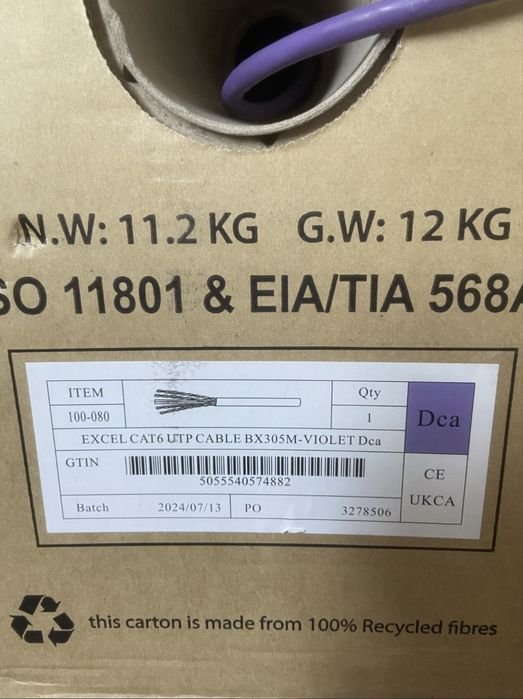 N.W: 11.2 KG G.W: 12 KG
SO 11801 & EIA/TIA 568A
ITEM Qty
100-080 1 Dca
EXCEL CAT6 UTP CABLE BX305M-VIOLET Dca
GTIN CE
5055540574882
UKCA
Batch 2024/07/13 PO 3278506
this carton is made from 100% Recycled fibres